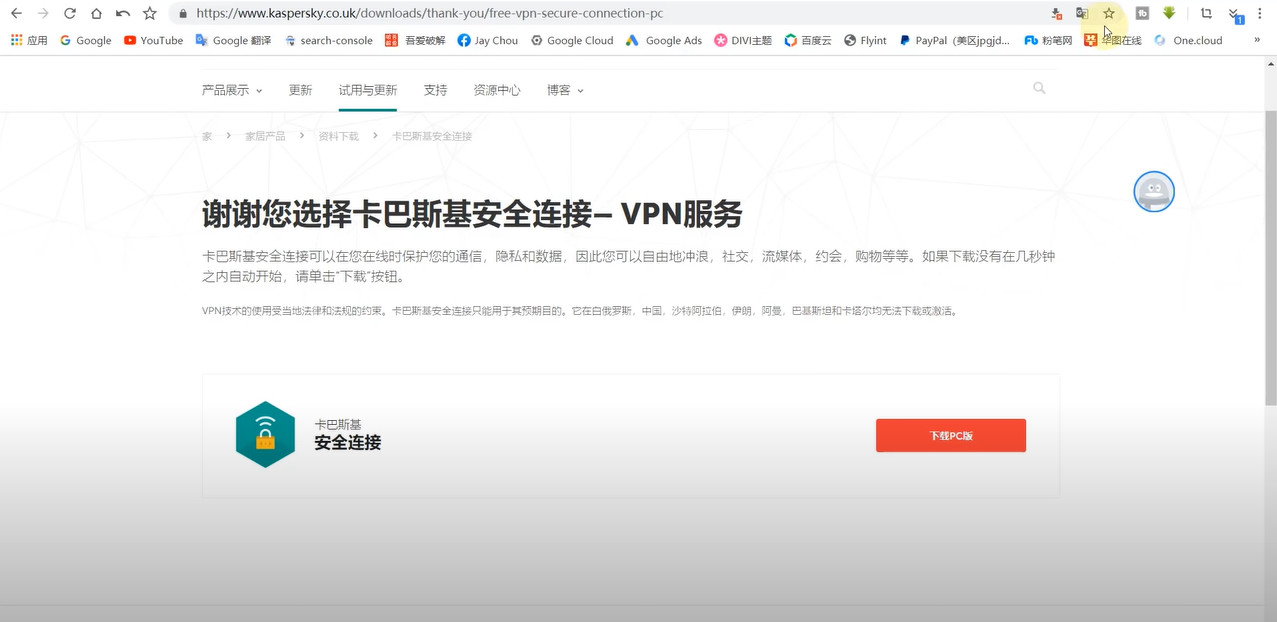 https://www.kaspersky.co.uk/downloads/thank-you/free-vpn-secure-connection-pc
应用 Google YouTube Google 翻译 search-console 吾爱破解 Jay Chou Google Cloud Google Ads DIVI主题 百度云 Flyint PayPal（美区jpgjd... 粉笔网 华图在线 One.cloud »
产品展示 更新 试用与更新 支持 资源中心 博客
家 > 家居产品 > 资料下载 > 卡巴斯基安全连接
谢谢您选择卡巴斯基安全连接– VPN服务
卡巴斯基安全连接可以在您在线时保护您的通信，隐私和数据，因此您可以自由地冲浪，社交，流媒体，约会，购物等等。如果下载没有在几秒钟
之内自动开始，请单击“下载”按钮。
VPN技术的使用受当地法律和法规的约束。卡巴斯基安全连接只能用于其预期目的。它在白俄罗斯，中国，沙特阿拉伯，伊朗，阿曼，巴基斯坦和卡塔尔均无法下载或激活。
卡巴斯基
安全连接
下载PC版